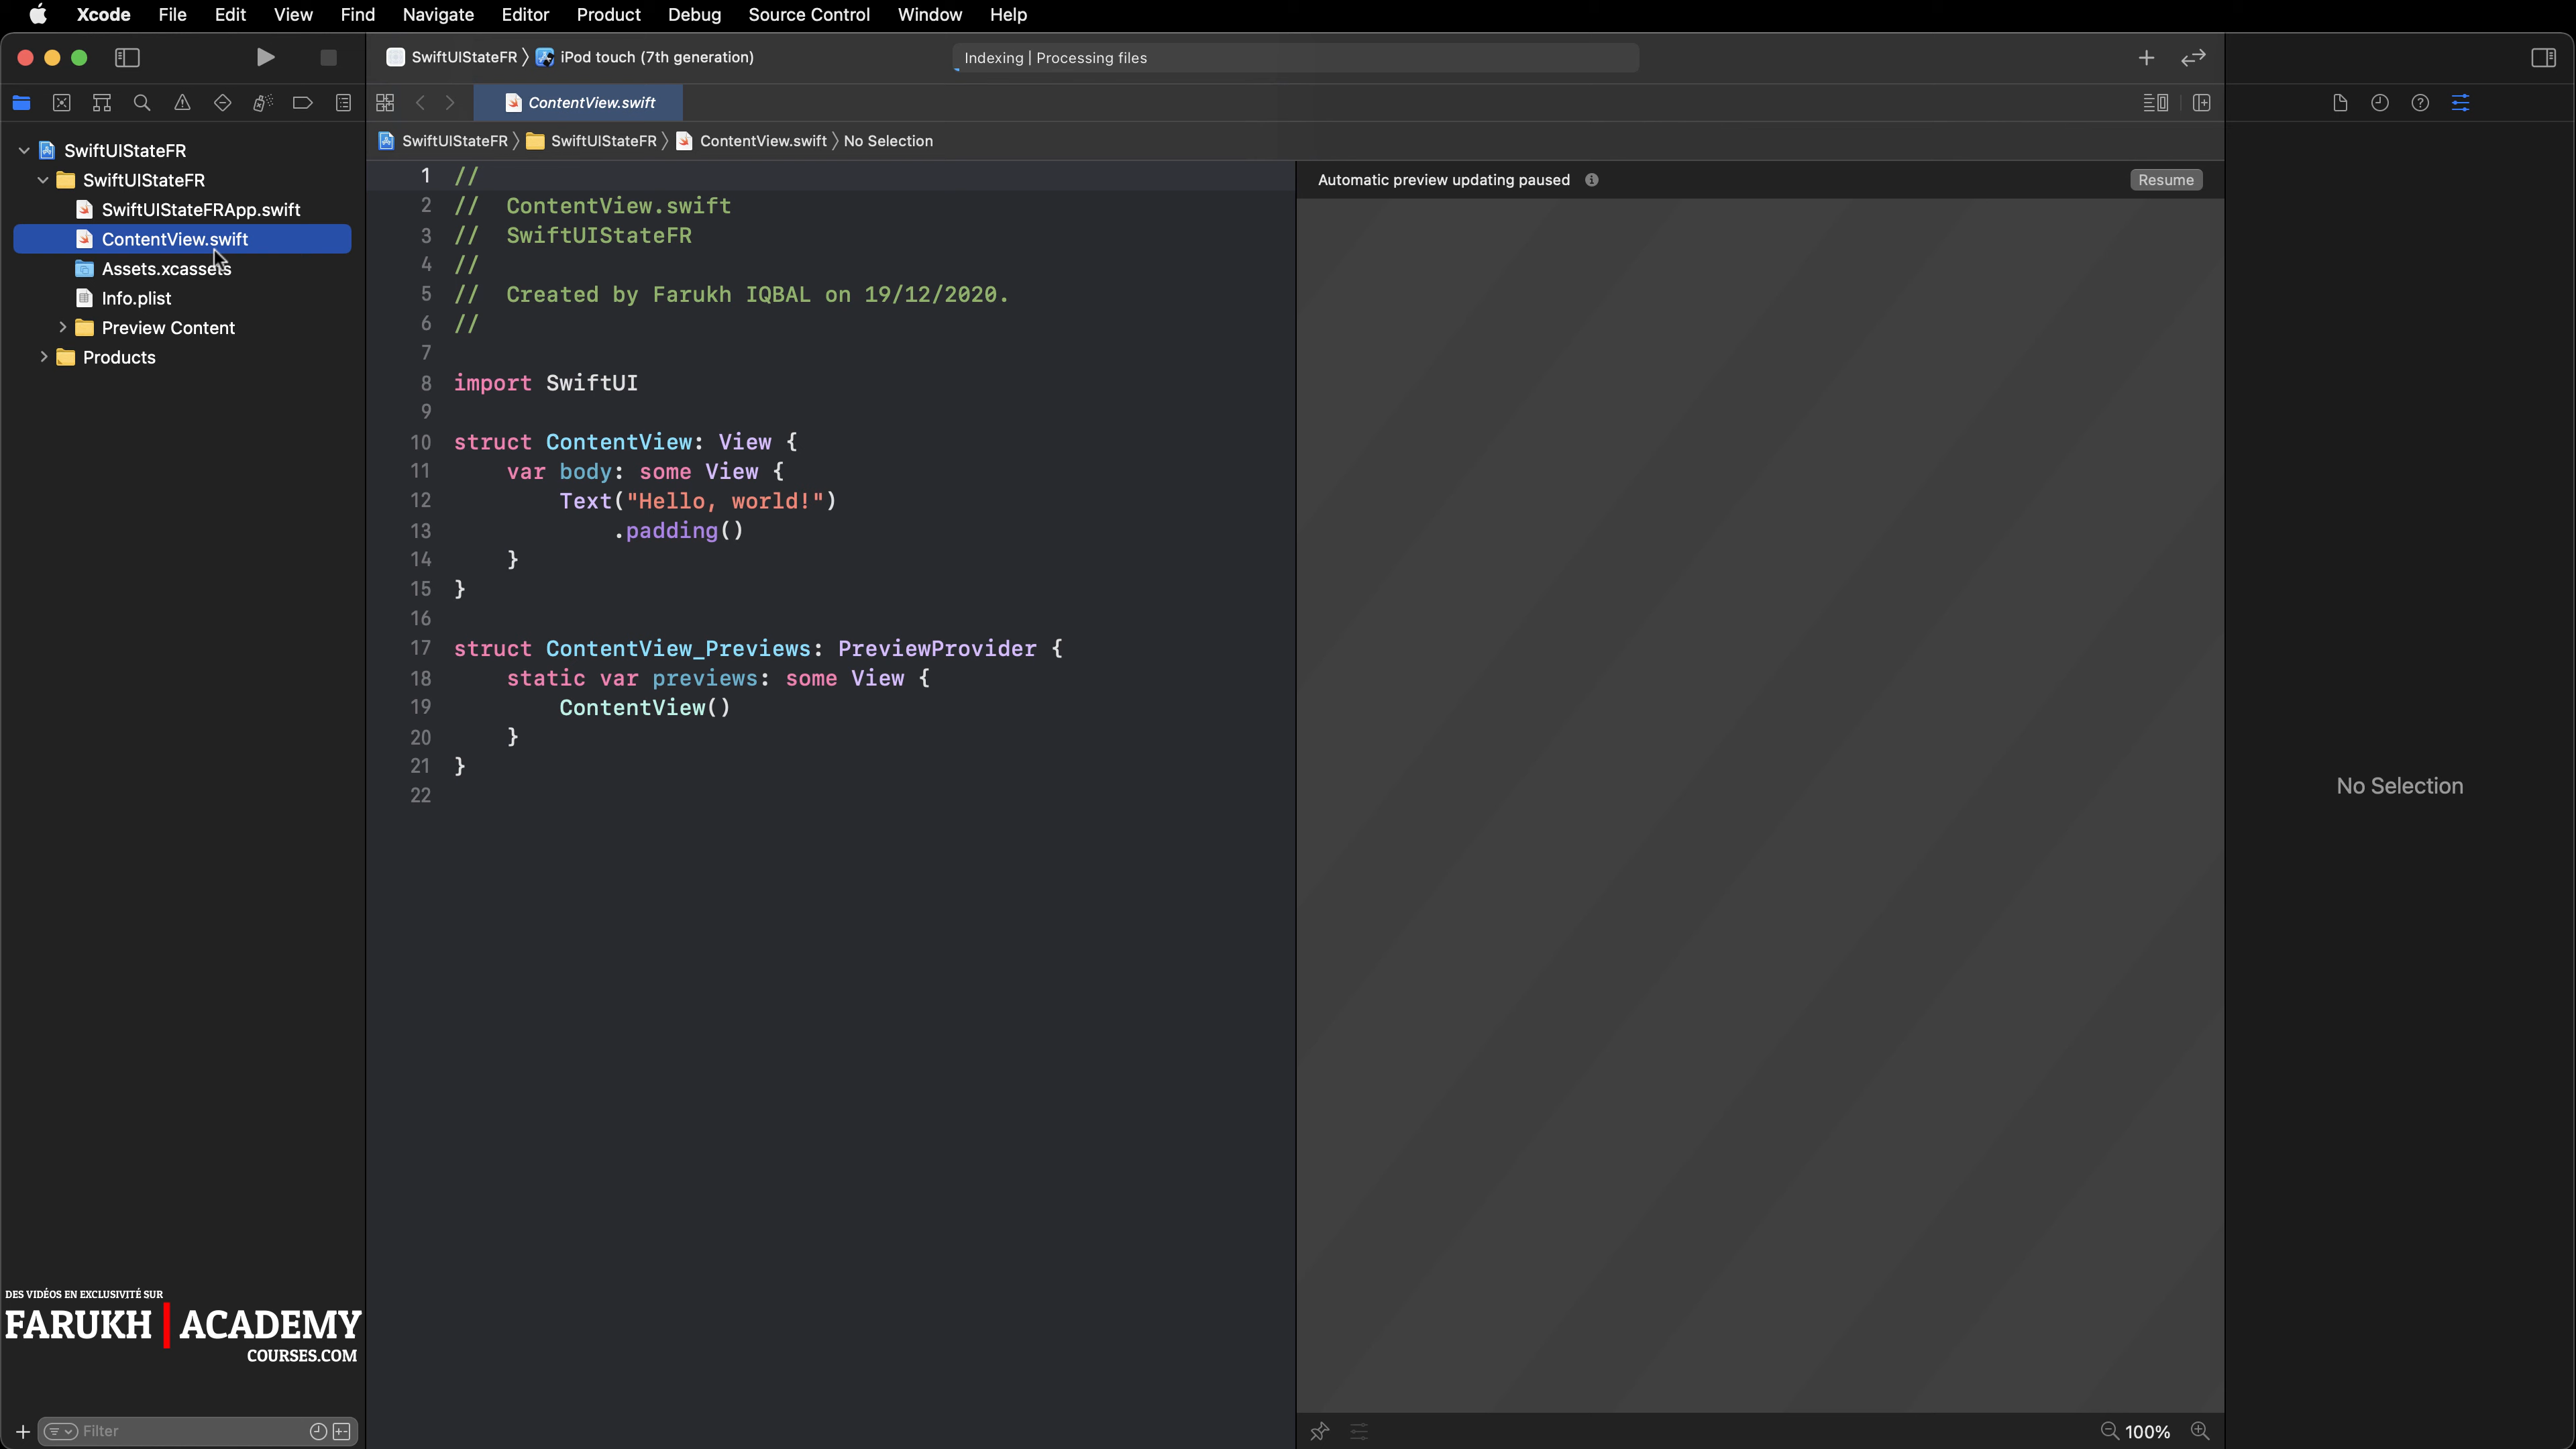 Xcode File Edit View Find Navigate Editor Product Debug Source Control Window Help
SwiftUIStateFR iPod touch (7th generation) Indexing | Processing files
ContentView.swift
SwiftUIStateFR SwiftUIStateFR ContentView.swift No Selection
SwiftUIStateFR
SwiftUIStateFR
SwiftUIStateFRApp.swift
ContentView.swift
Assets.xcassets
Info.plist
Preview Content
Products
1 //
2 // ContentView.swift
3 // SwiftUIStateFR
4 //
5 // Created by Farukh IQBAL on 19/12/2020.
6 //
7
8 import SwiftUI
9
10 struct ContentView: View {
11 var body: some View {
12 Text("Hello, world!")
13 .padding()
14 }
15 }
16
17 struct ContentView_Previews: PreviewProvider {
18 static var previews: some View {
19 ContentView()
20 }
21 }
22
Automatic preview updating paused Resume
No Selection
DES VIDÉOS EN EXCLUSIVITÉ SUR
FARUKH | ACADEMY
COURSES.COM
Filter
100%